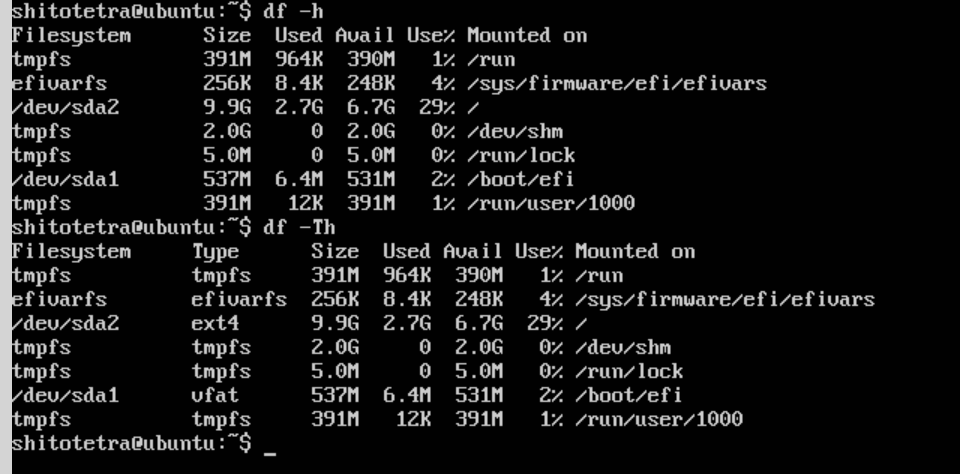 shitotetra@ubuntu:~$ df -h
Filesystem      Size  Used Avail Use% Mounted on
tmpfs           391M  964K  390M   1% /run
efivarfs        256K  8.4K  248K   4% /sys/firmware/efi/efivars
/dev/sda2       9.9G  2.7G  6.7G  29% /
tmpfs           2.0G     0  2.0G   0% /dev/shm
tmpfs           5.0M     0  5.0M   0% /run/lock
/dev/sda1       537M  6.4M  531M   2% /boot/efi
tmpfs           391M   12K  391M   1% /run/user/1000
shitotetra@ubuntu:~$ df -Th
Filesystem     Type      Size  Used Avail Use% Mounted on
tmpfs          tmpfs     391M  964K  390M   1% /run
efivarfs       efivarfs  256K  8.4K  248K   4% /sys/firmware/efi/efivars
/dev/sda2      ext4      9.9G  2.7G  6.7G  29% /
tmpfs          tmpfs     2.0G     0  2.0G   0% /dev/shm
tmpfs          tmpfs     5.0M     0  5.0M   0% /run/lock
/dev/sda1      vfat      537M  6.4M  531M   2% /boot/efi
tmpfs          tmpfs     391M   12K  391M   1% /run/user/1000
shitotetra@ubuntu:~$ _